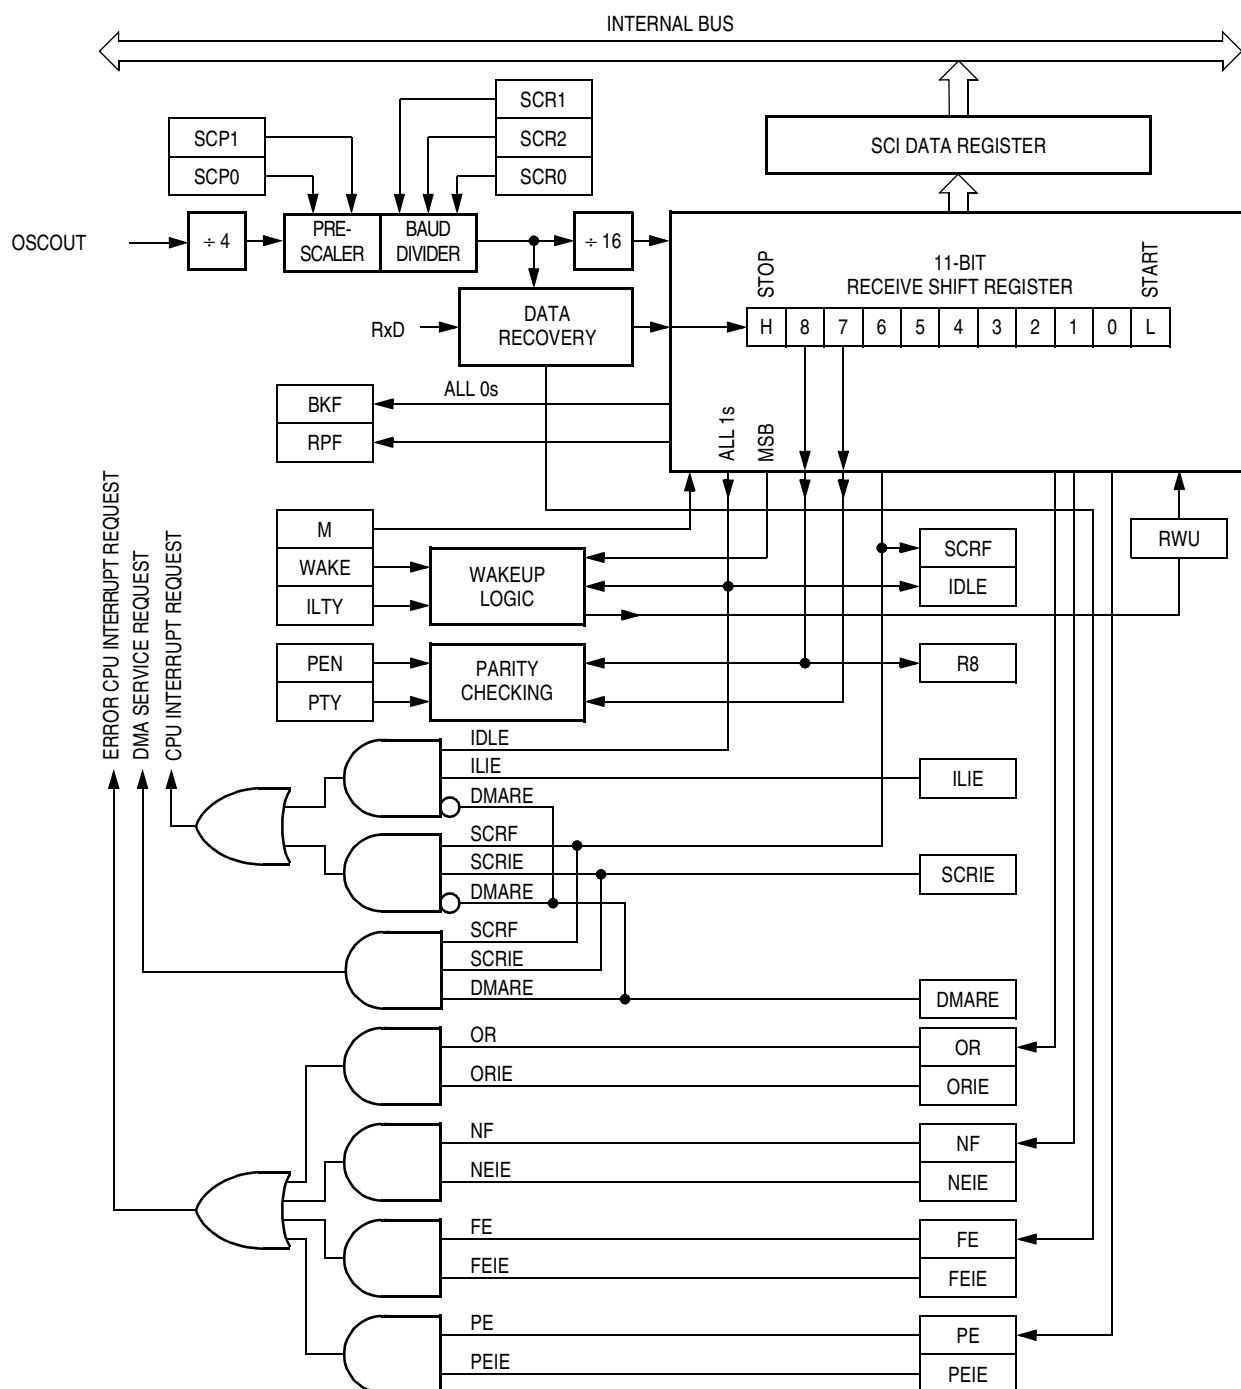 INTERNAL BUS
SCR1
SCR2
SCR0
SCP1
SCP0
SCI DATA REGISTER
OSCOUT
÷ 4
PRE-
SCALER
BAUD
DIVIDER
÷ 16
STOP
11-BIT
RECEIVE SHIFT REGISTER
START
H 8 7 6 5 4 3 2 1 0 L
RxD
DATA
RECOVERY
ALL 0s
BKF
RPF
ALL 1s
MSB
M
WAKE
ILTY
WAKEUP
LOGIC
SCRF
IDLE
RWU
PEN
PTY
PARITY
CHECKING
R8
ERROR CPU INTERRUPT REQUEST
DMA SERVICE REQUEST
CPU INTERRUPT REQUEST
IDLE
ILIE
DMARE
ILIE
SCRF
SCRIE
DMARE
SCRIE
SCRF
SCRIE
DMARE
DMARE
OR
ORIE
OR
ORIE
NF
NEIE
NF
NEIE
FE
FEIE
FE
FEIE
PE
PEIE
PE
PEIE